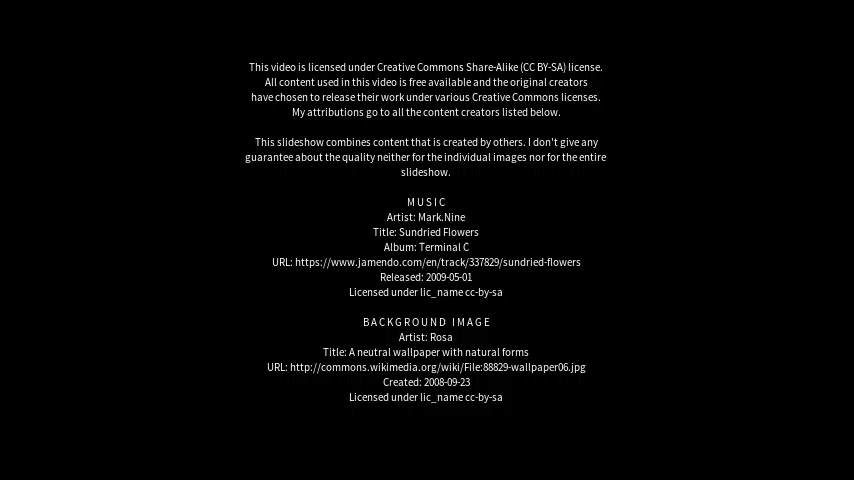 This video is licensed under Creative Commons Share-Alike (CC BY-SA) license.
All content used in this video is free available and the original creators
have chosen to release their work under various Creative Commons licenses.
My attributions go to all the content creators listed below.
This slideshow combines content that is created by others. I don't give any
guarantee about the quality neither for the individual images nor for the entire
slideshow.
MUSIC
Artist: Mark.Nine
Title: Sundried Flowers
Album: Terminal C
URL: https://www.jamendo.com/en/track/337829/sundried-flowers
Released: 2009-05-01
Licensed under lic_name cc-by-sa
BACKGROUND IMAGE
Artist: Rosa
Title: A neutral wallpaper with natural forms
URL: http://commons.wikimedia.org/wiki/File:88829-wallpaper06.jpg
Created: 2008-09-23
Licensed under lic_name cc-by-sa